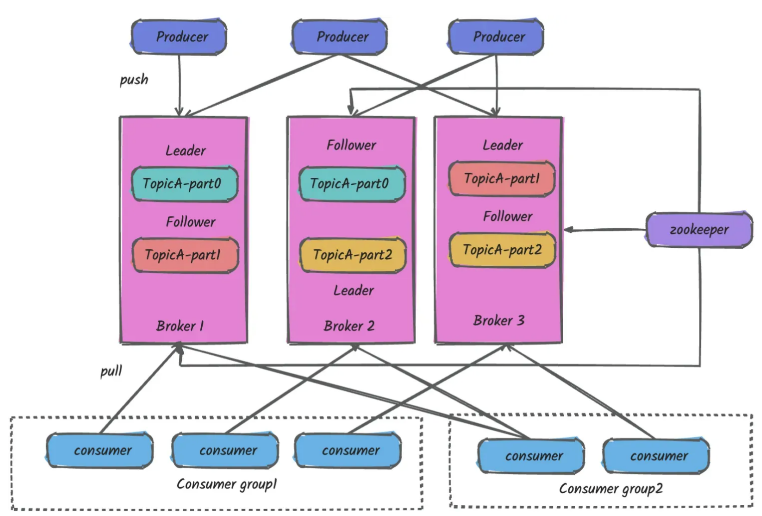 Producer
Producer
Producer
push
Leader
TopicA-part0
Follower
TopicA-part1
Broker 1
Follower
TopicA-part0
TopicA-part2
Leader
Broker 2
Leader
TopicA-part1
Follower
TopicA-part2
Broker 3
zookeeper
pull
consumer
consumer
consumer
Consumer group1
consumer
consumer
Consumer group2